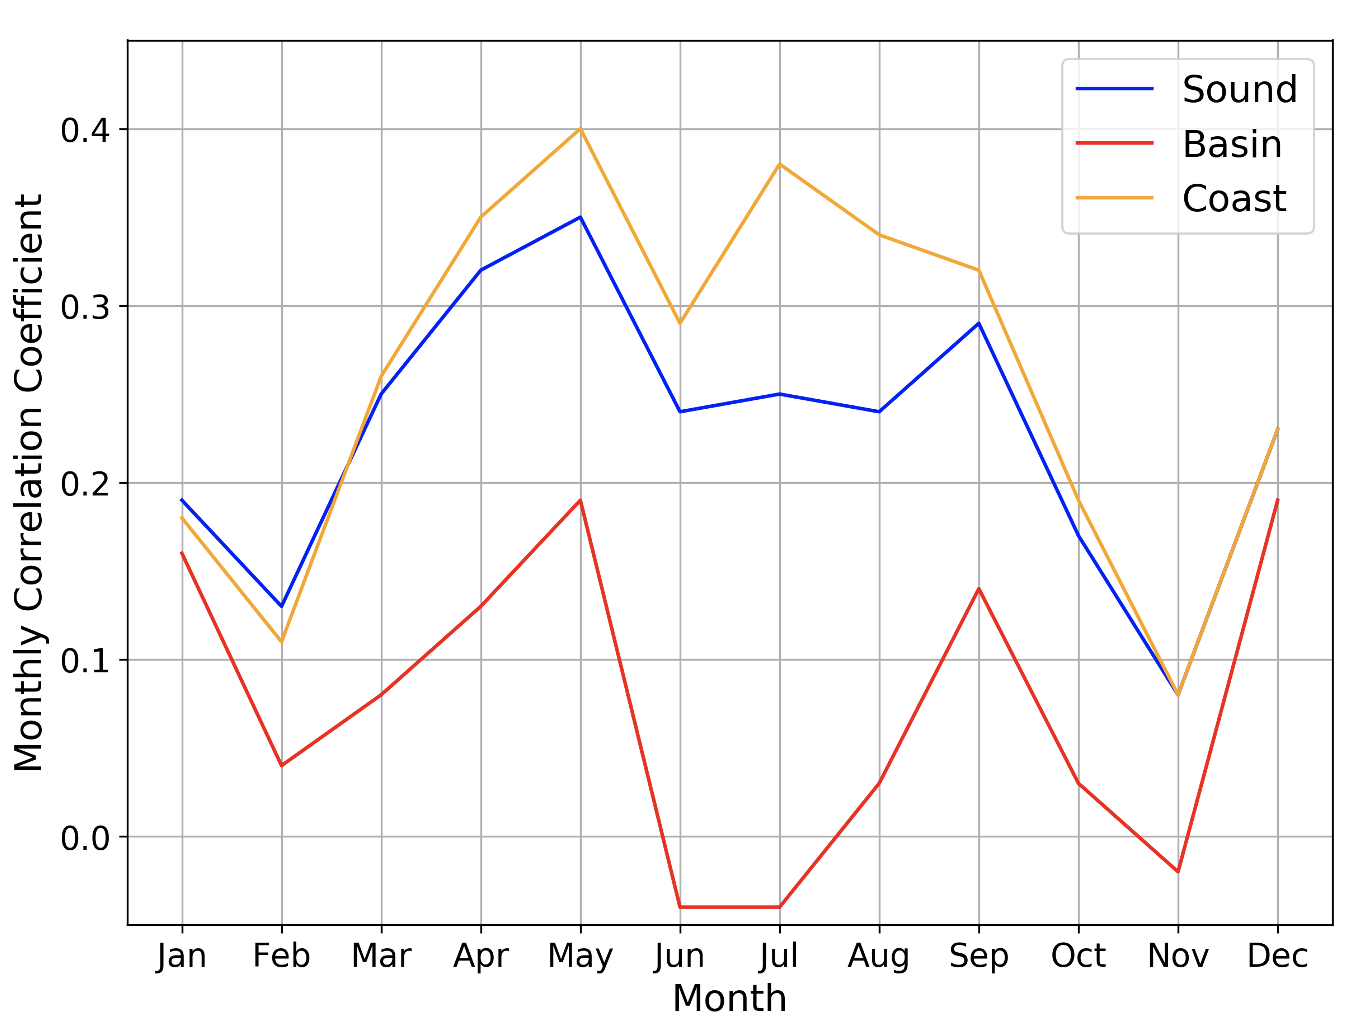 Sound
Basin
Coast
Monthly Correlation Coefficient
0.4
0.3
0.2
0.1
0.0
Jan Feb Mar Apr May Jun Jul Aug Sep Oct Nov Dec
Month